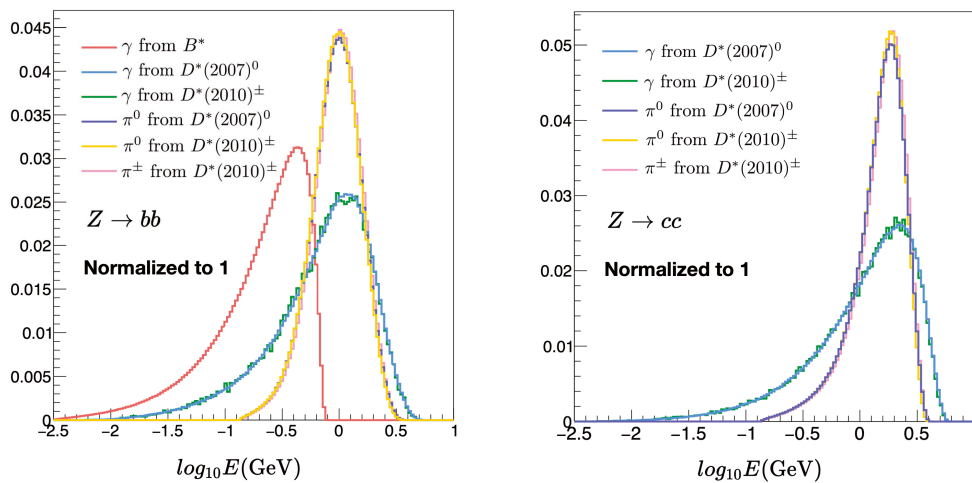 0.045
0.04
0.035
0.03
0.025
0.02
0.015
0.01
0.005
0
γ from B*
γ from D*(2007)⁰
γ from D*(2010)±
π⁰ from D*(2007)⁰
π⁰ from D*(2010)±
π± from D*(2010)±
Z → bb
Normalized to 1
−2.5 −2 −1.5 −1 −0.5 0 0.5 1
log₁₀E(GeV)
0.05
0.04
0.03
0.02
0.01
0
γ from D*(2007)⁰
γ from D*(2010)±
π⁰ from D*(2007)⁰
π⁰ from D*(2010)±
π± from D*(2010)±
Z → cc
Normalized to 1
−2.5 −2 −1.5 −1 −0.5 0 0.5
log₁₀E(GeV)